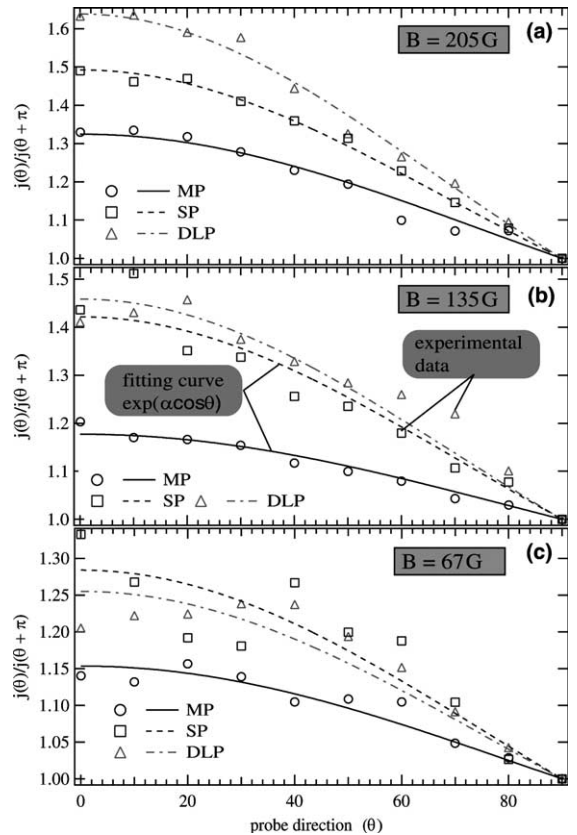 (a)
B = 205G
j(θ)/j(θ + π)
1.6
1.5
1.4
1.3
1.2
1.1
1.0
MP
SP
DLP
(b)
B = 135G
j(θ)/j(θ + π)
1.5
1.4
1.3
1.2
1.1
1.0
experimental
data
fitting curve
exp(αcosθ)
MP
SP DLP
(c)
B = 67G
j(θ)/j(θ + π)
1.30
1.25
1.20
1.15
1.10
1.05
1.00
MP
SP
DLP
0 20 40 60 80
probe direction (θ)